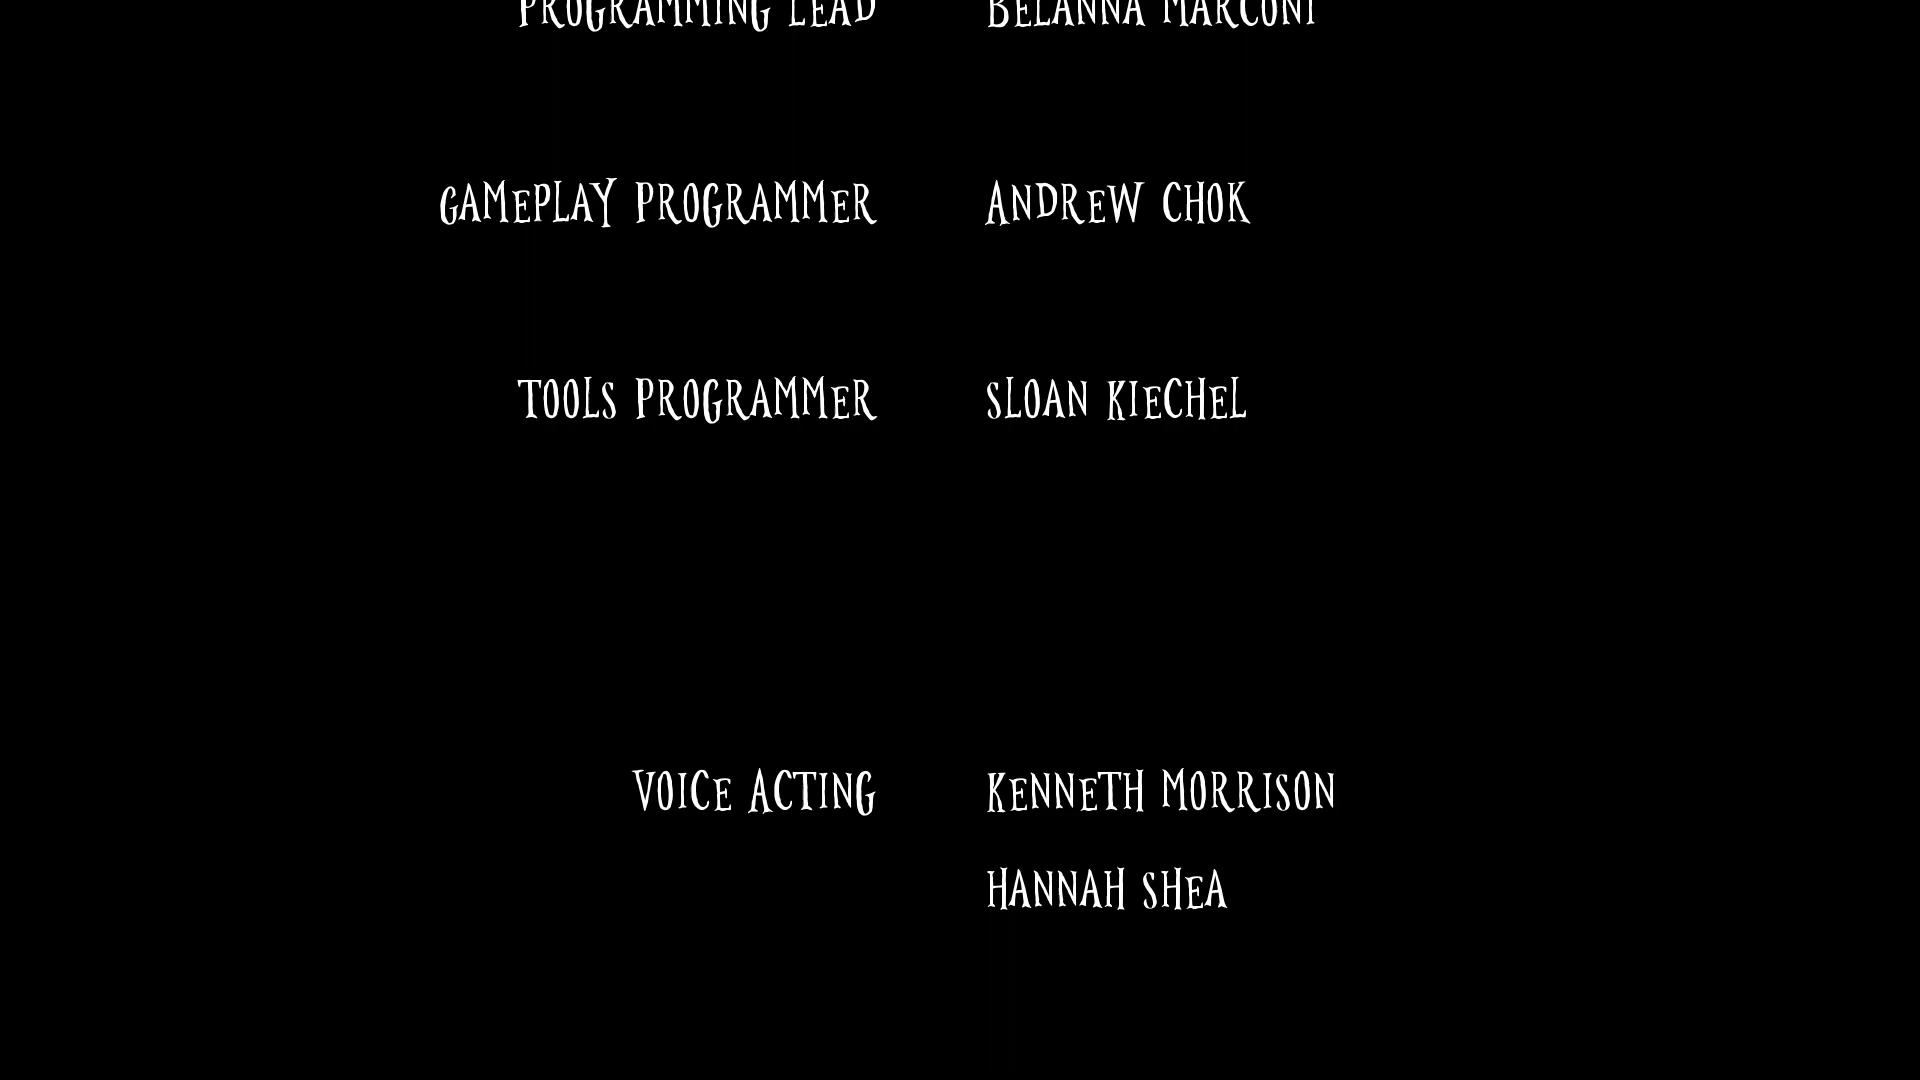 PROGRAMMING LEAD BELANNA MARCONI
GAMEPLAY PROGRAMMER ANDREW CHOK
TOOLS PROGRAMMER SLOAN KIECHEL
VOICE ACTING KENNETH MORRISON
HANNAH SHEA